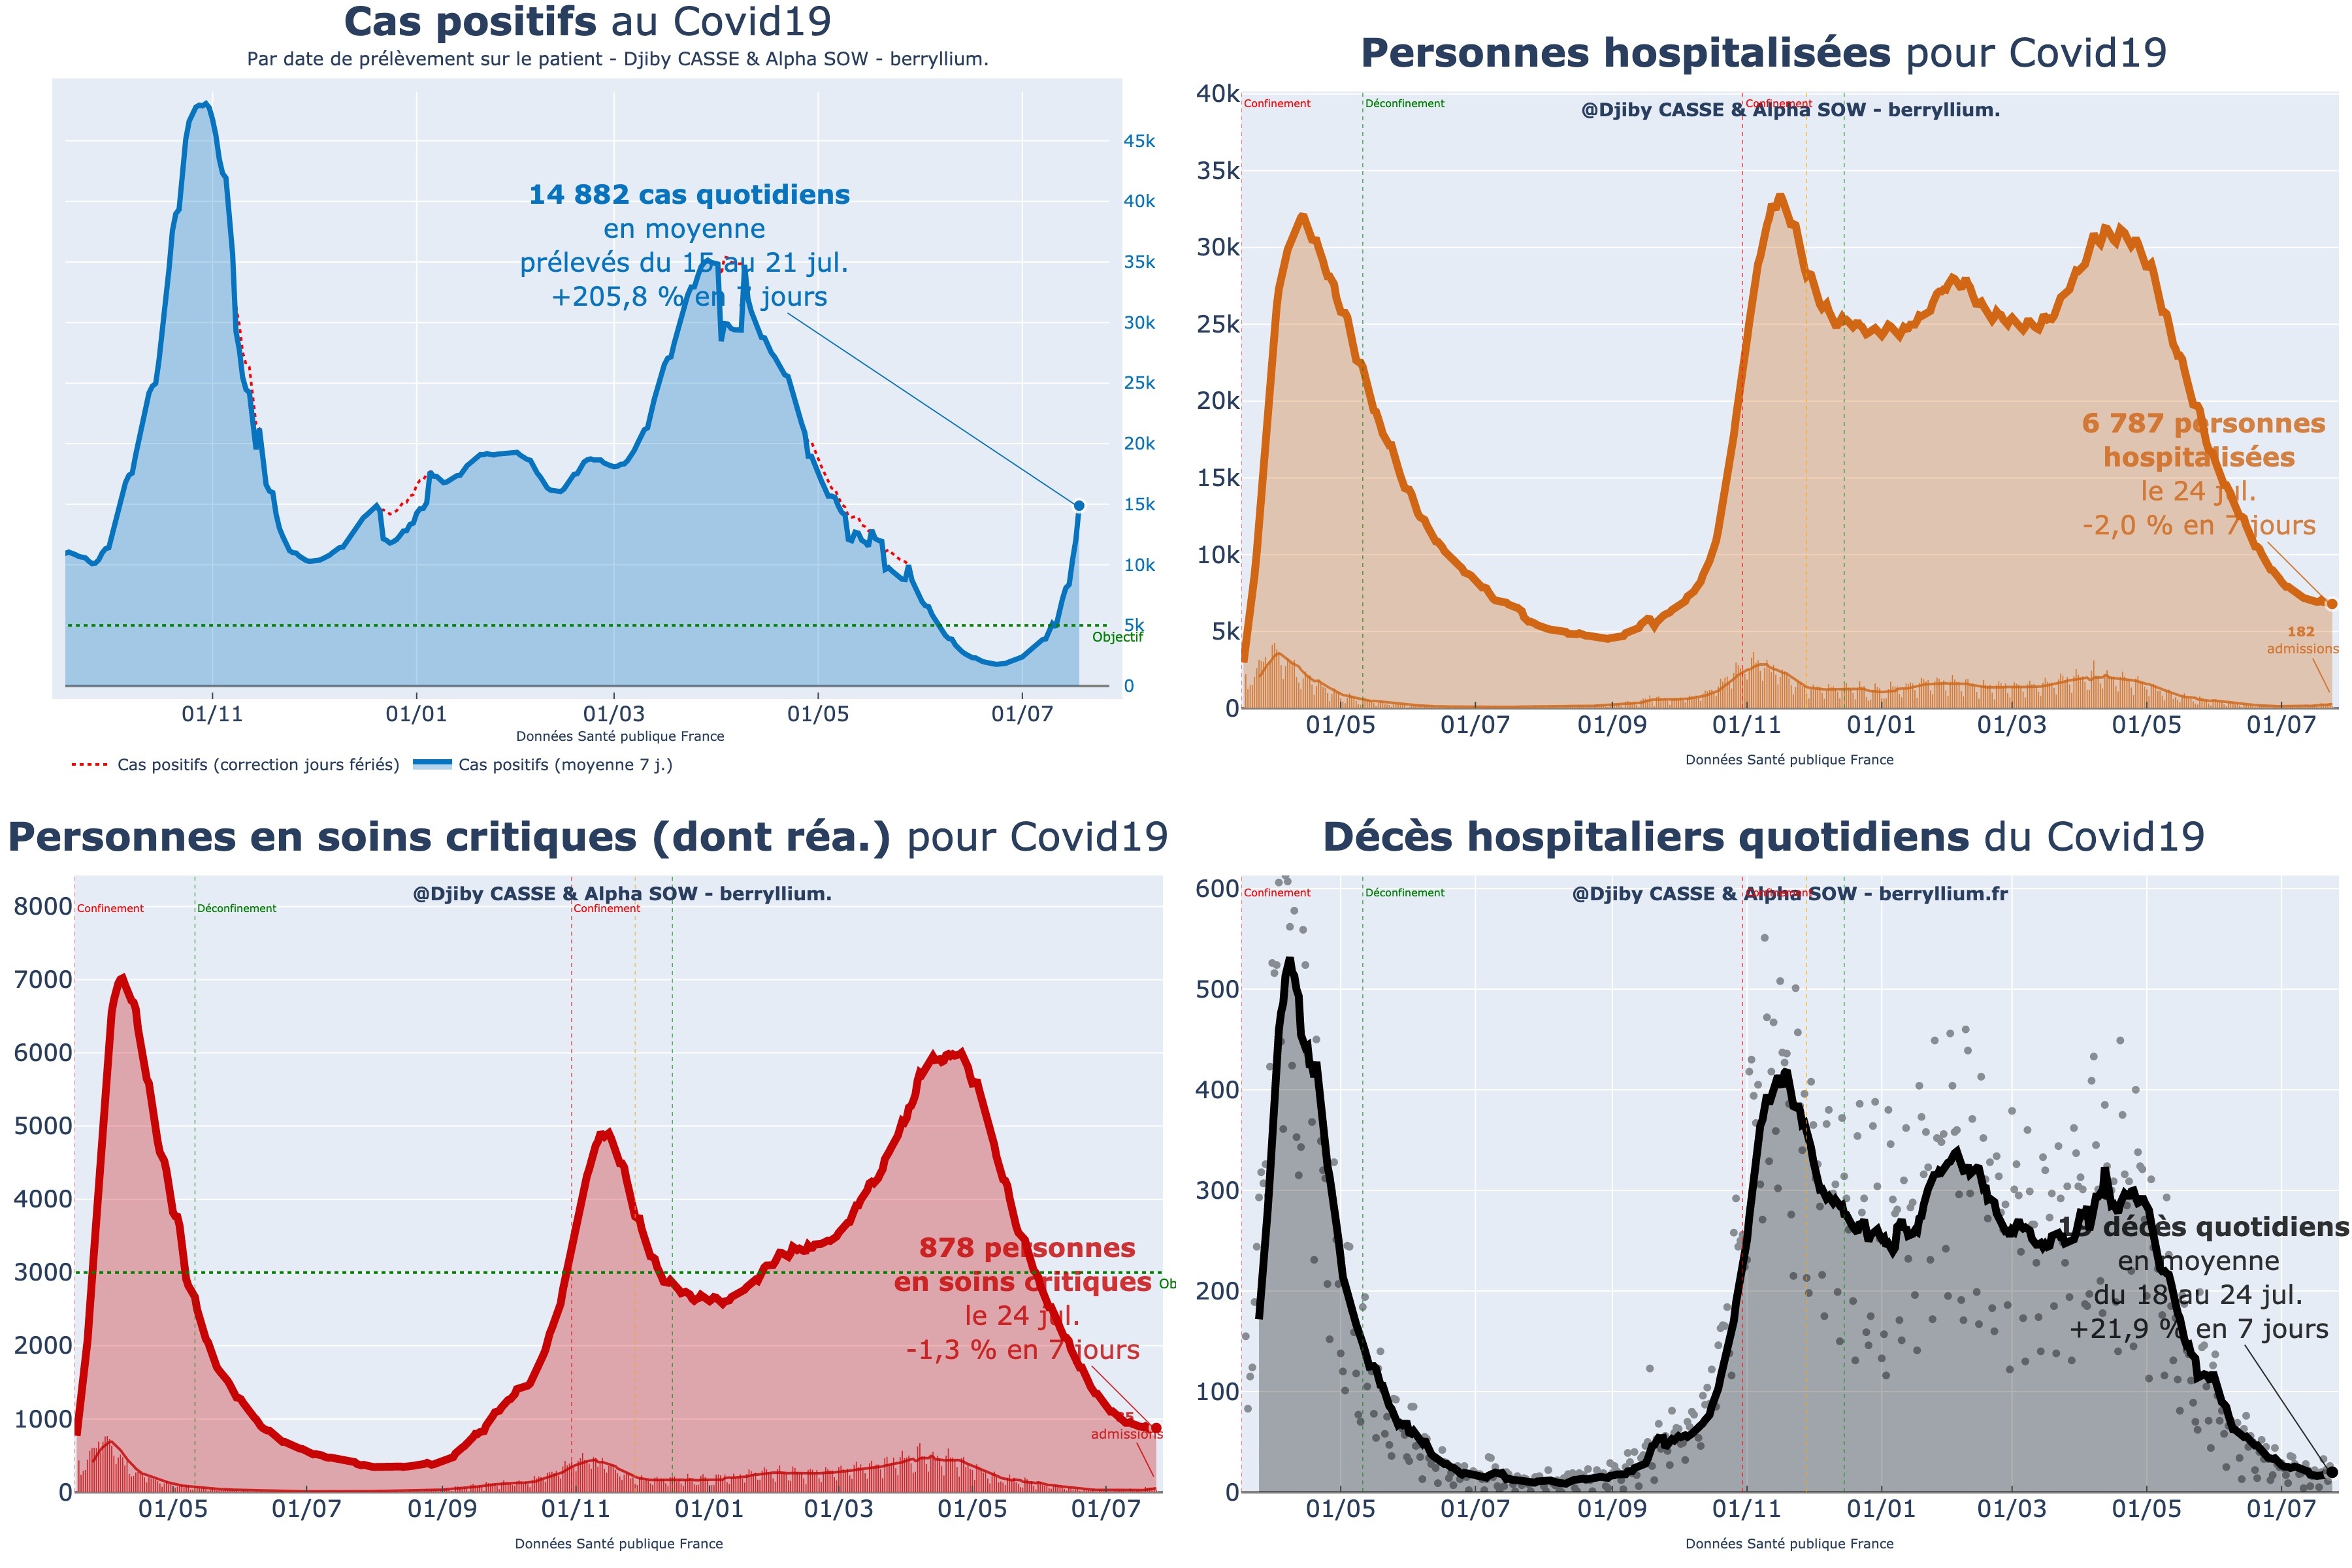 Cas positifs au Covid19
Par date de prélèvement sur le patient - Djiby CASSE & Alpha SOW - berryllium.
14 882 cas quotidiens
en moyenne
prélevés du 15 au 21 jul.
+205,8 % en 7 jours
45k
40k
35k
30k
25k
20k
15k
10k
5k
Objectif
0
01/11
01/01
01/03
01/05
01/07
Données Santé publique France
Cas positifs (correction jours fériés)
Cas positifs (moyenne 7 j.)
Personnes hospitalisées pour Covid19
@Djiby CASSE & Alpha SOW - berryllium.
Confinement
Déconfinement
Confinement
40k
35k
30k
25k
20k
15k
10k
5k
0
6 787 personnes
hospitalisées
le 24 jul.
-2,0 % en 7 jours
182
admissions
01/05
01/07
01/09
01/11
01/01
01/03
01/05
01/07
Données Santé publique France
Personnes en soins critiques (dont réa.) pour Covid19
@Djiby CASSE & Alpha SOW - berryllium.
Confinement
Déconfinement
Confinement
8000
7000
6000
5000
4000
3000
2000
1000
0
878 personnes
en soins critiques
le 24 jul.
-1,3 % en 7 jours
Ob
admissions
01/05
01/07
01/09
01/11
01/01
01/03
01/05
01/07
Données Santé publique France
Décès hospitaliers quotidiens du Covid19
@Djiby CASSE & Alpha SOW - berryllium.fr
Confinement
Déconfinement
Confinement
600
500
400
300
200
100
0
décès quotidiens
en moyenne
du 18 au 24 jul.
+21,9 % en 7 jours
01/05
01/07
01/09
01/11
01/01
01/03
01/05
01/07
Données Santé publique France